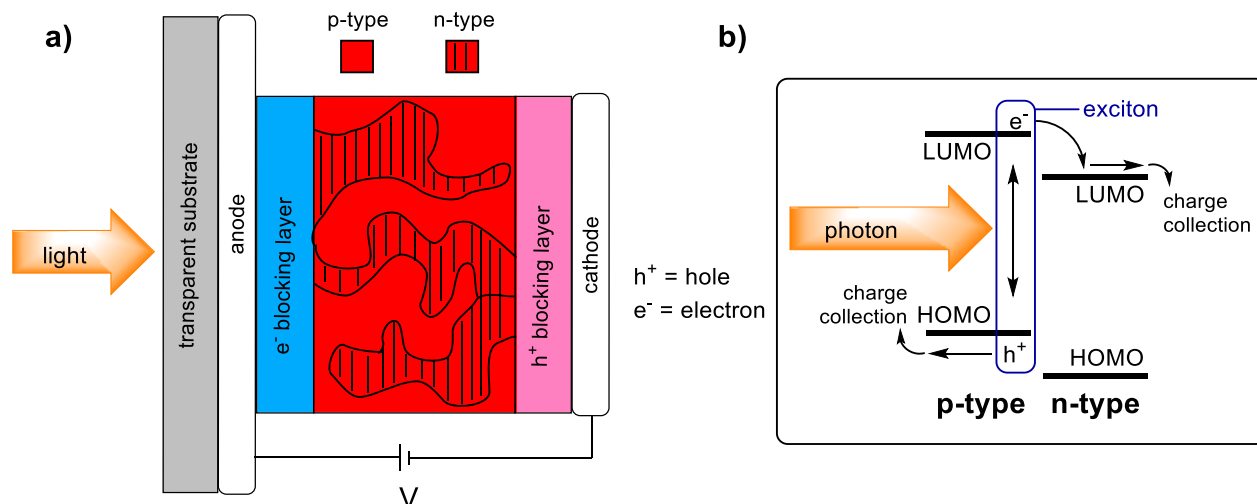 a)
p-type
n-type
light
transparent substrate
anode
e- blocking layer
h+ blocking layer
cathode
V
h+ = hole
e- = electron
b)
e-
exciton
LUMO
LUMO
charge
collection
photon
charge
collection
HOMO
h+
HOMO
p-type
n-type